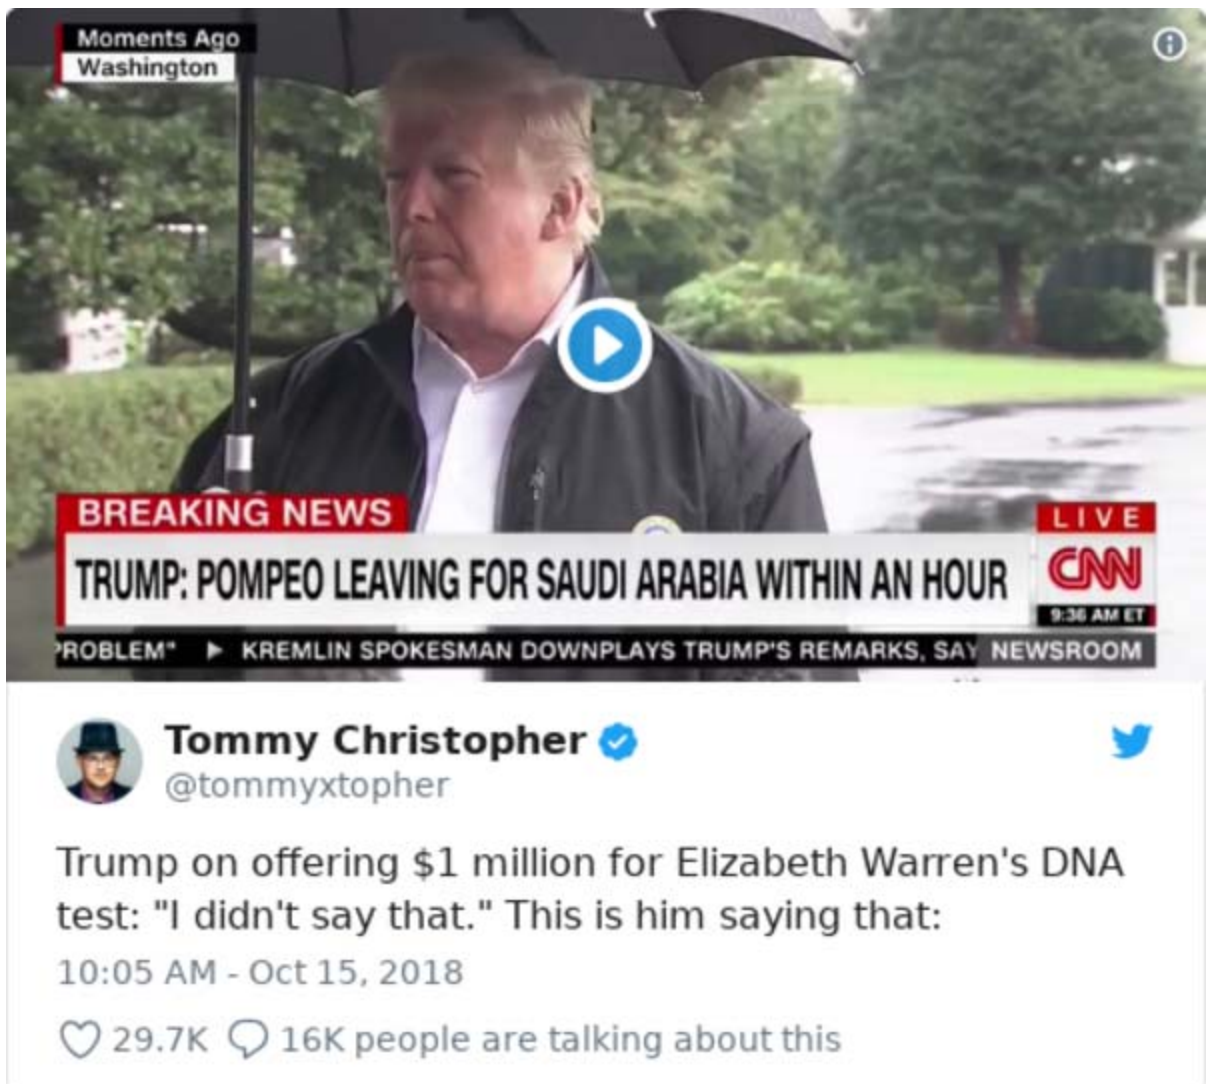 Moments Ago
Washington
BREAKING NEWS
TRUMP: POMPEO LEAVING FOR SAUDI ARABIA WITHIN AN HOUR
LIVE
CNN
9:36 AM ET
PROBLEM" ▶ KREMLIN SPOKESMAN DOWNPLAYS TRUMP'S REMARKS, SAY NEWSROOM
Tommy Christopher
@tommyxtopher
Trump on offering $1 million for Elizabeth Warren's DNA
test: "I didn't say that." This is him saying that:
10:05 AM - Oct 15, 2018
29.7K 16K people are talking about this